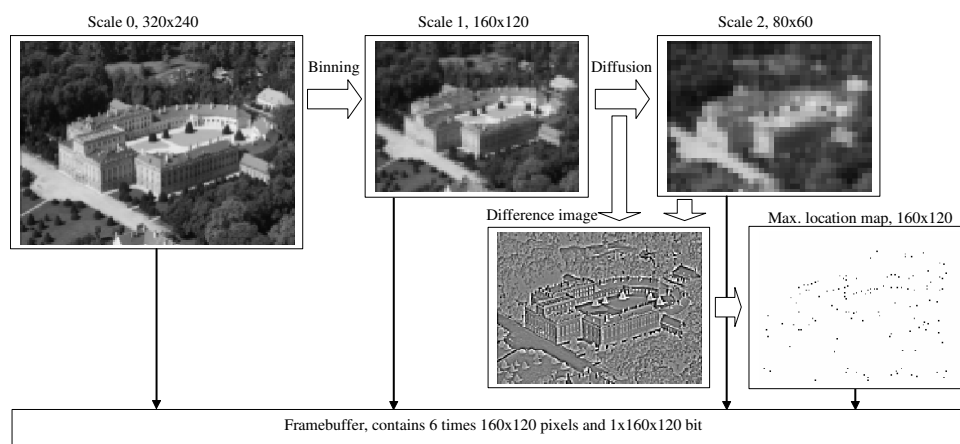 Scale 0, 320x240
Scale 1, 160x120
Scale 2, 80x60
Binning
Diffusion
Difference image
Max. location map, 160x120
Framebuffer, contains 6 times 160x120 pixels and 1x160x120 bit